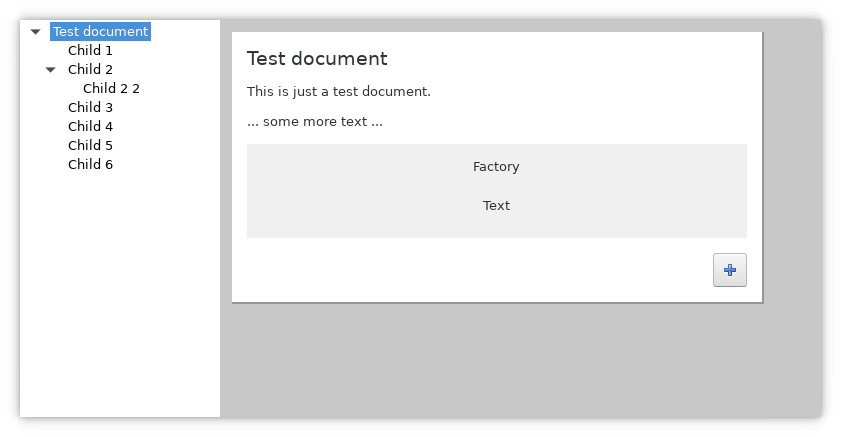 Test document
Child 1
Child 2
Child 2 2
Child 3
Child 4
Child 5
Child 6
Test document
This is just a test document.
... some more text ...
Factory
Text